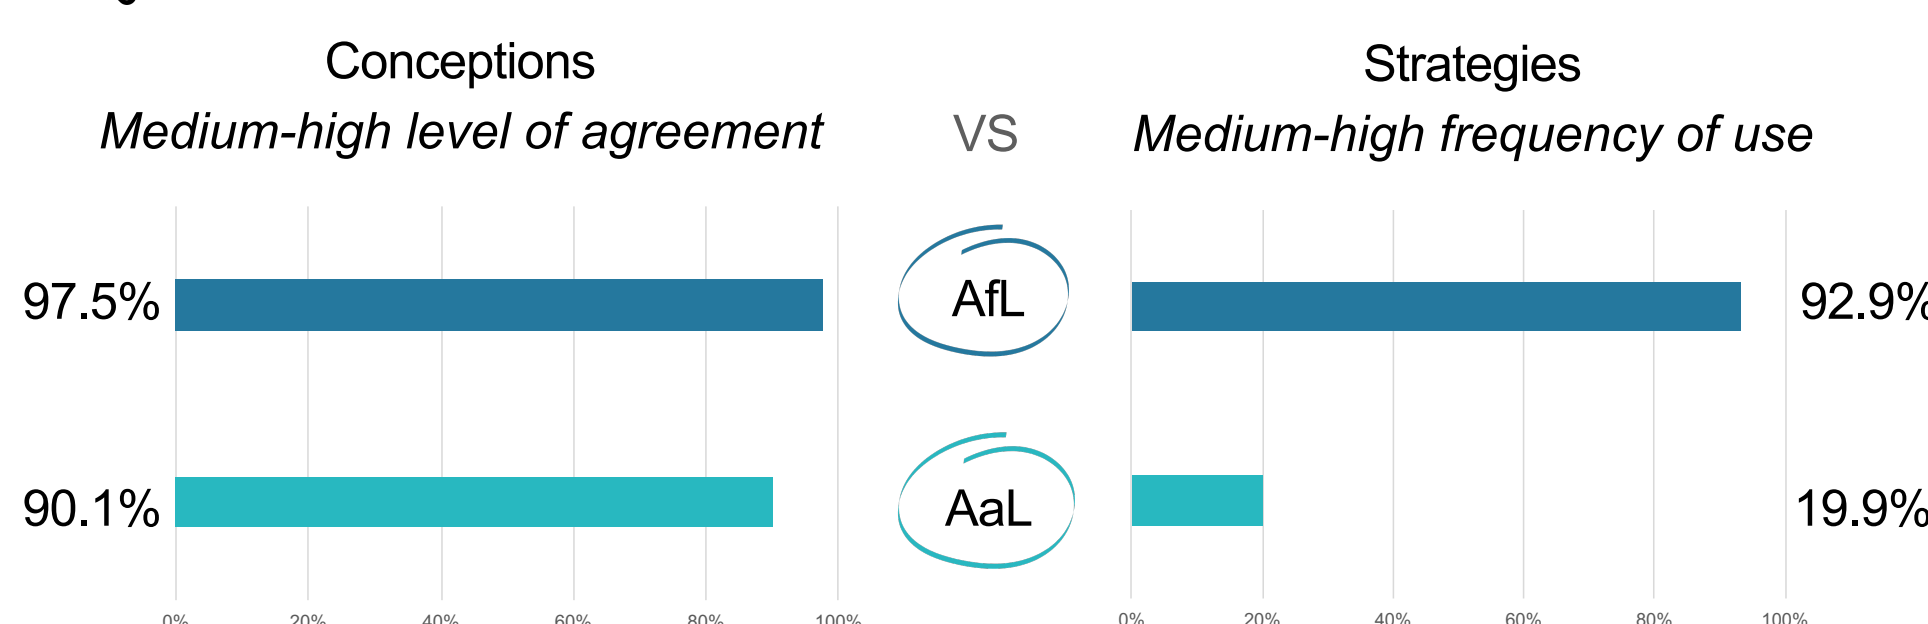 Conceptions
Medium-high level of agreement
VS
Strategies
Medium-high frequency of use
97.5%
AfL
92.9%
90.1%
AaL
19.9%
0% 20% 40% 60% 80% 100%
0% 20% 40% 60% 80% 100%